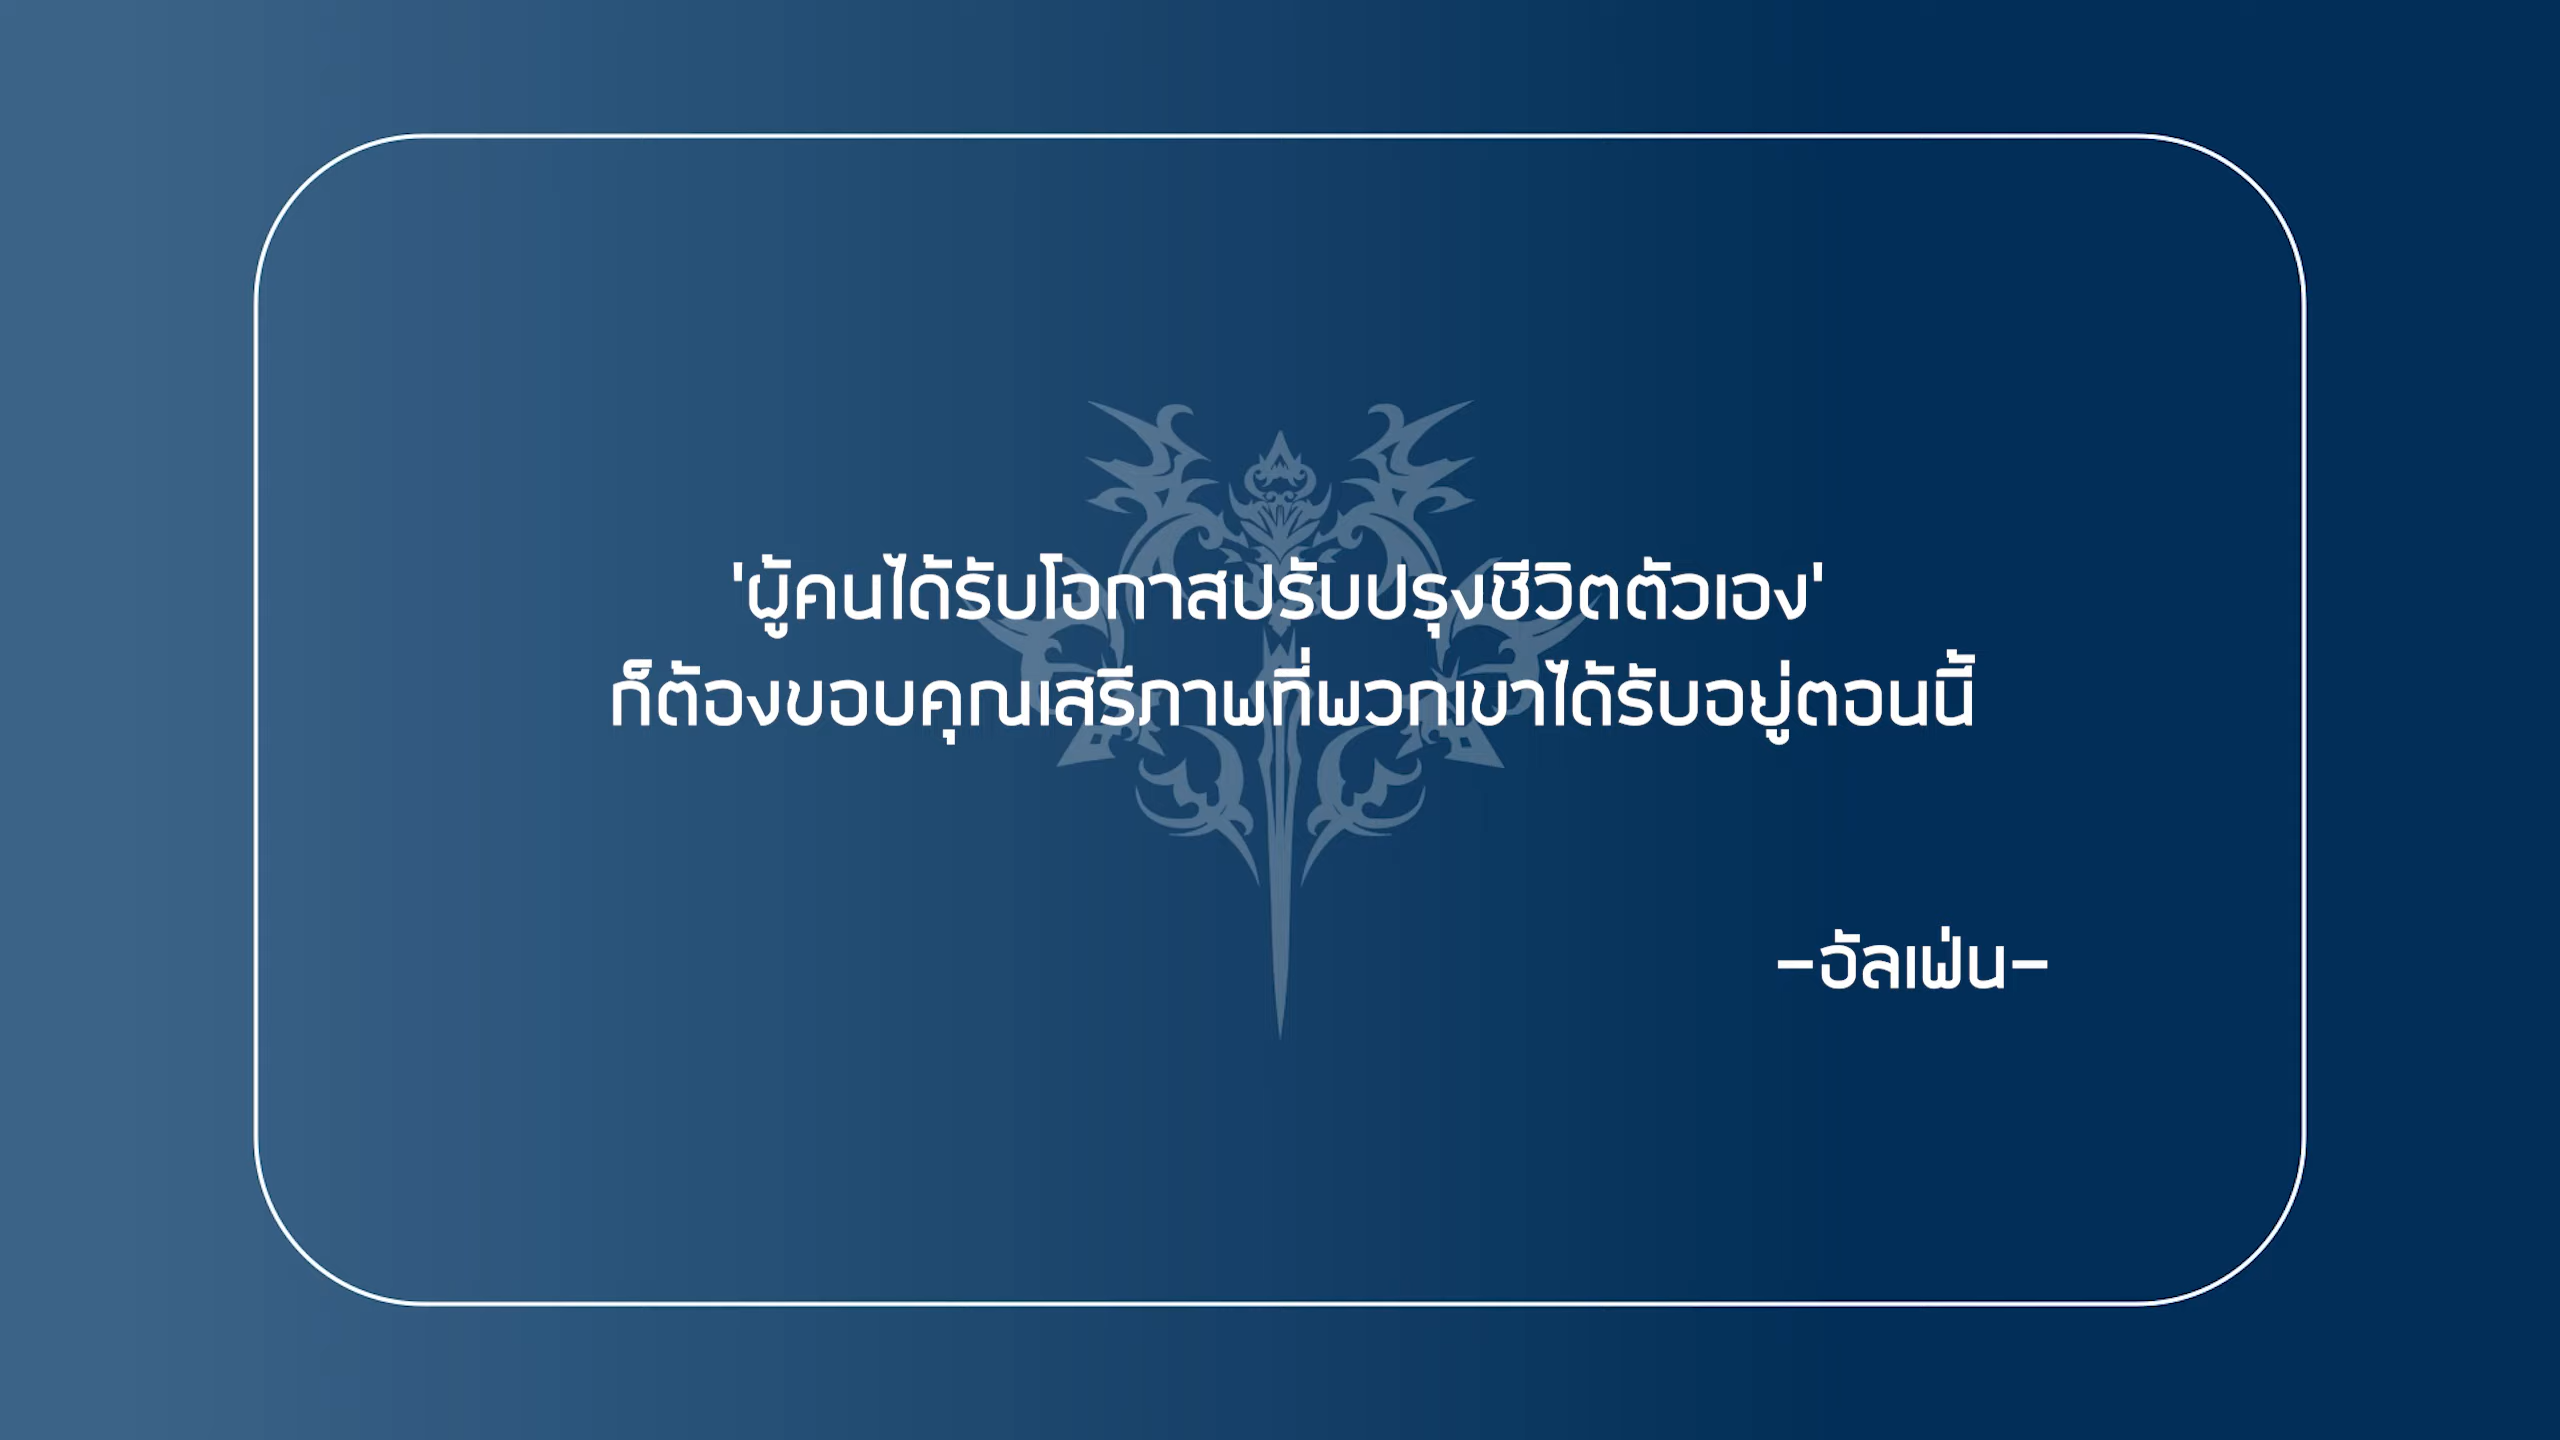 'ผู้คนได้รับโอกาสปรับปรุงชีวิตตัวเอง'
ก็ต้องขอบคุณเสรีภาพที่พวกเขาได้รับอยู่ตอนนี้
-อัลเฟ่น-